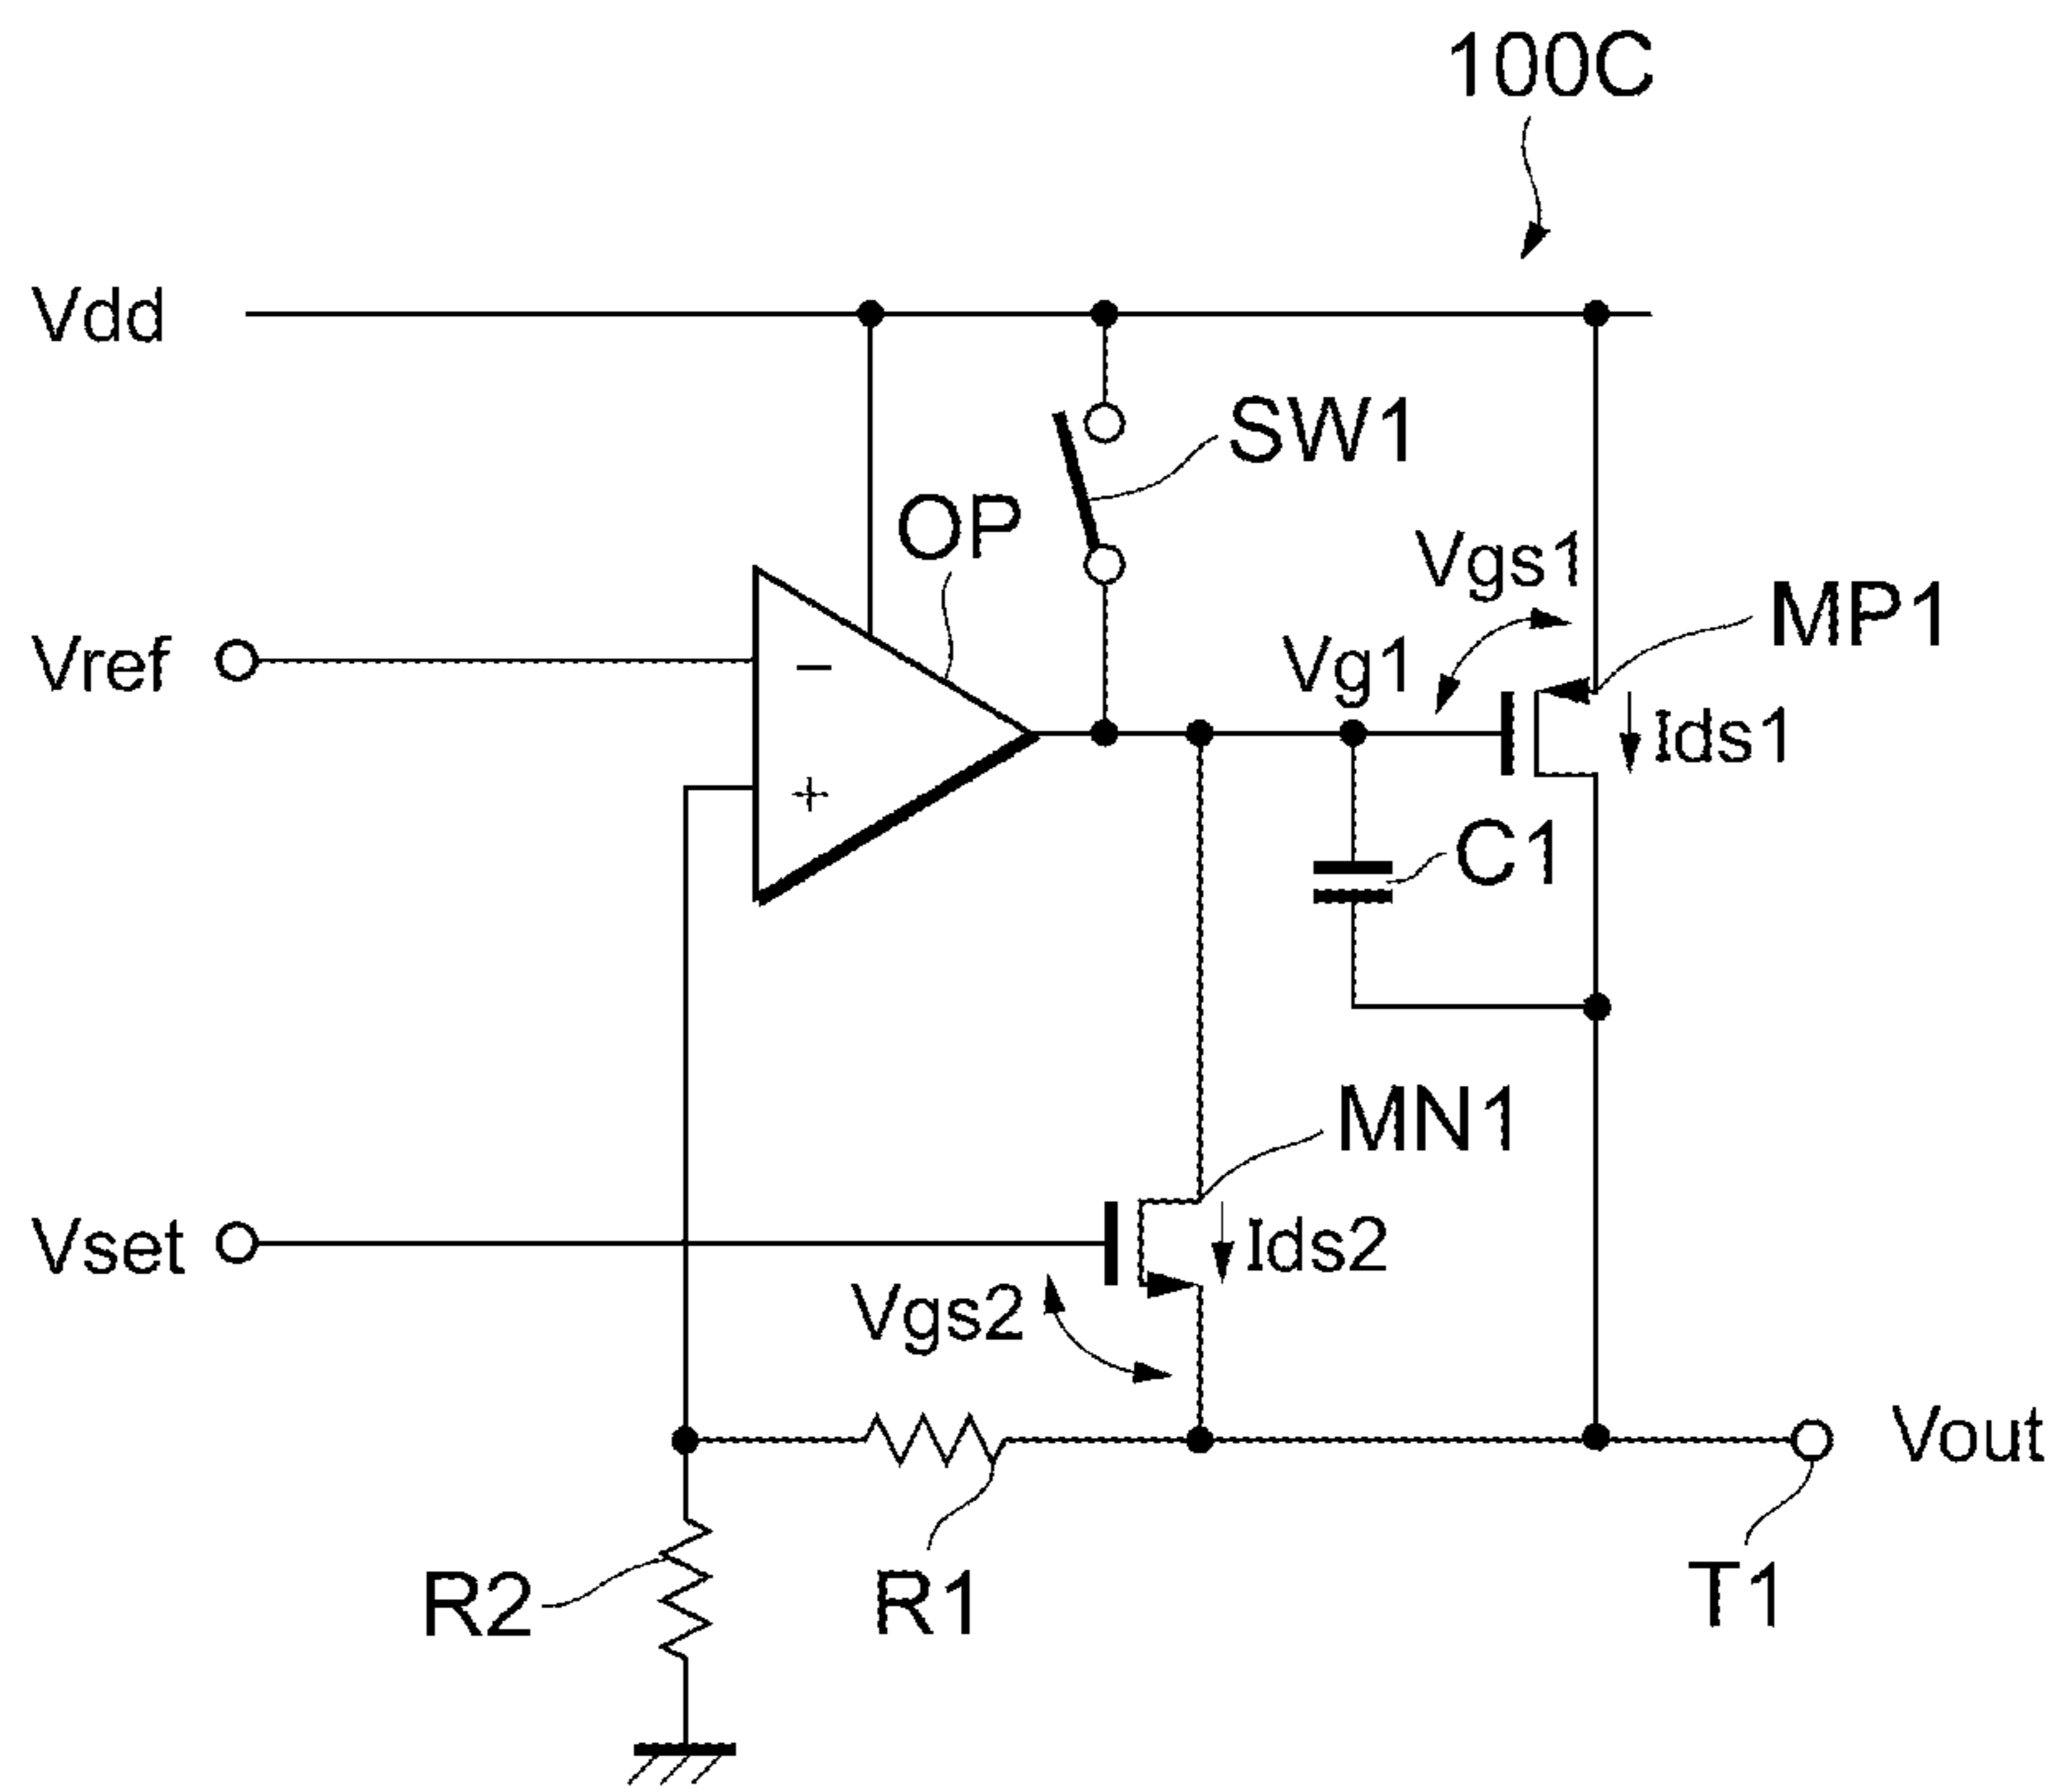 100C
Vdd
SW1
OP
Vgs1
MP1
Vref
Vg1
−
Ids1
+
C1
MN1
Vset
Ids2
Vgs2
Vout
R2
R1
T1